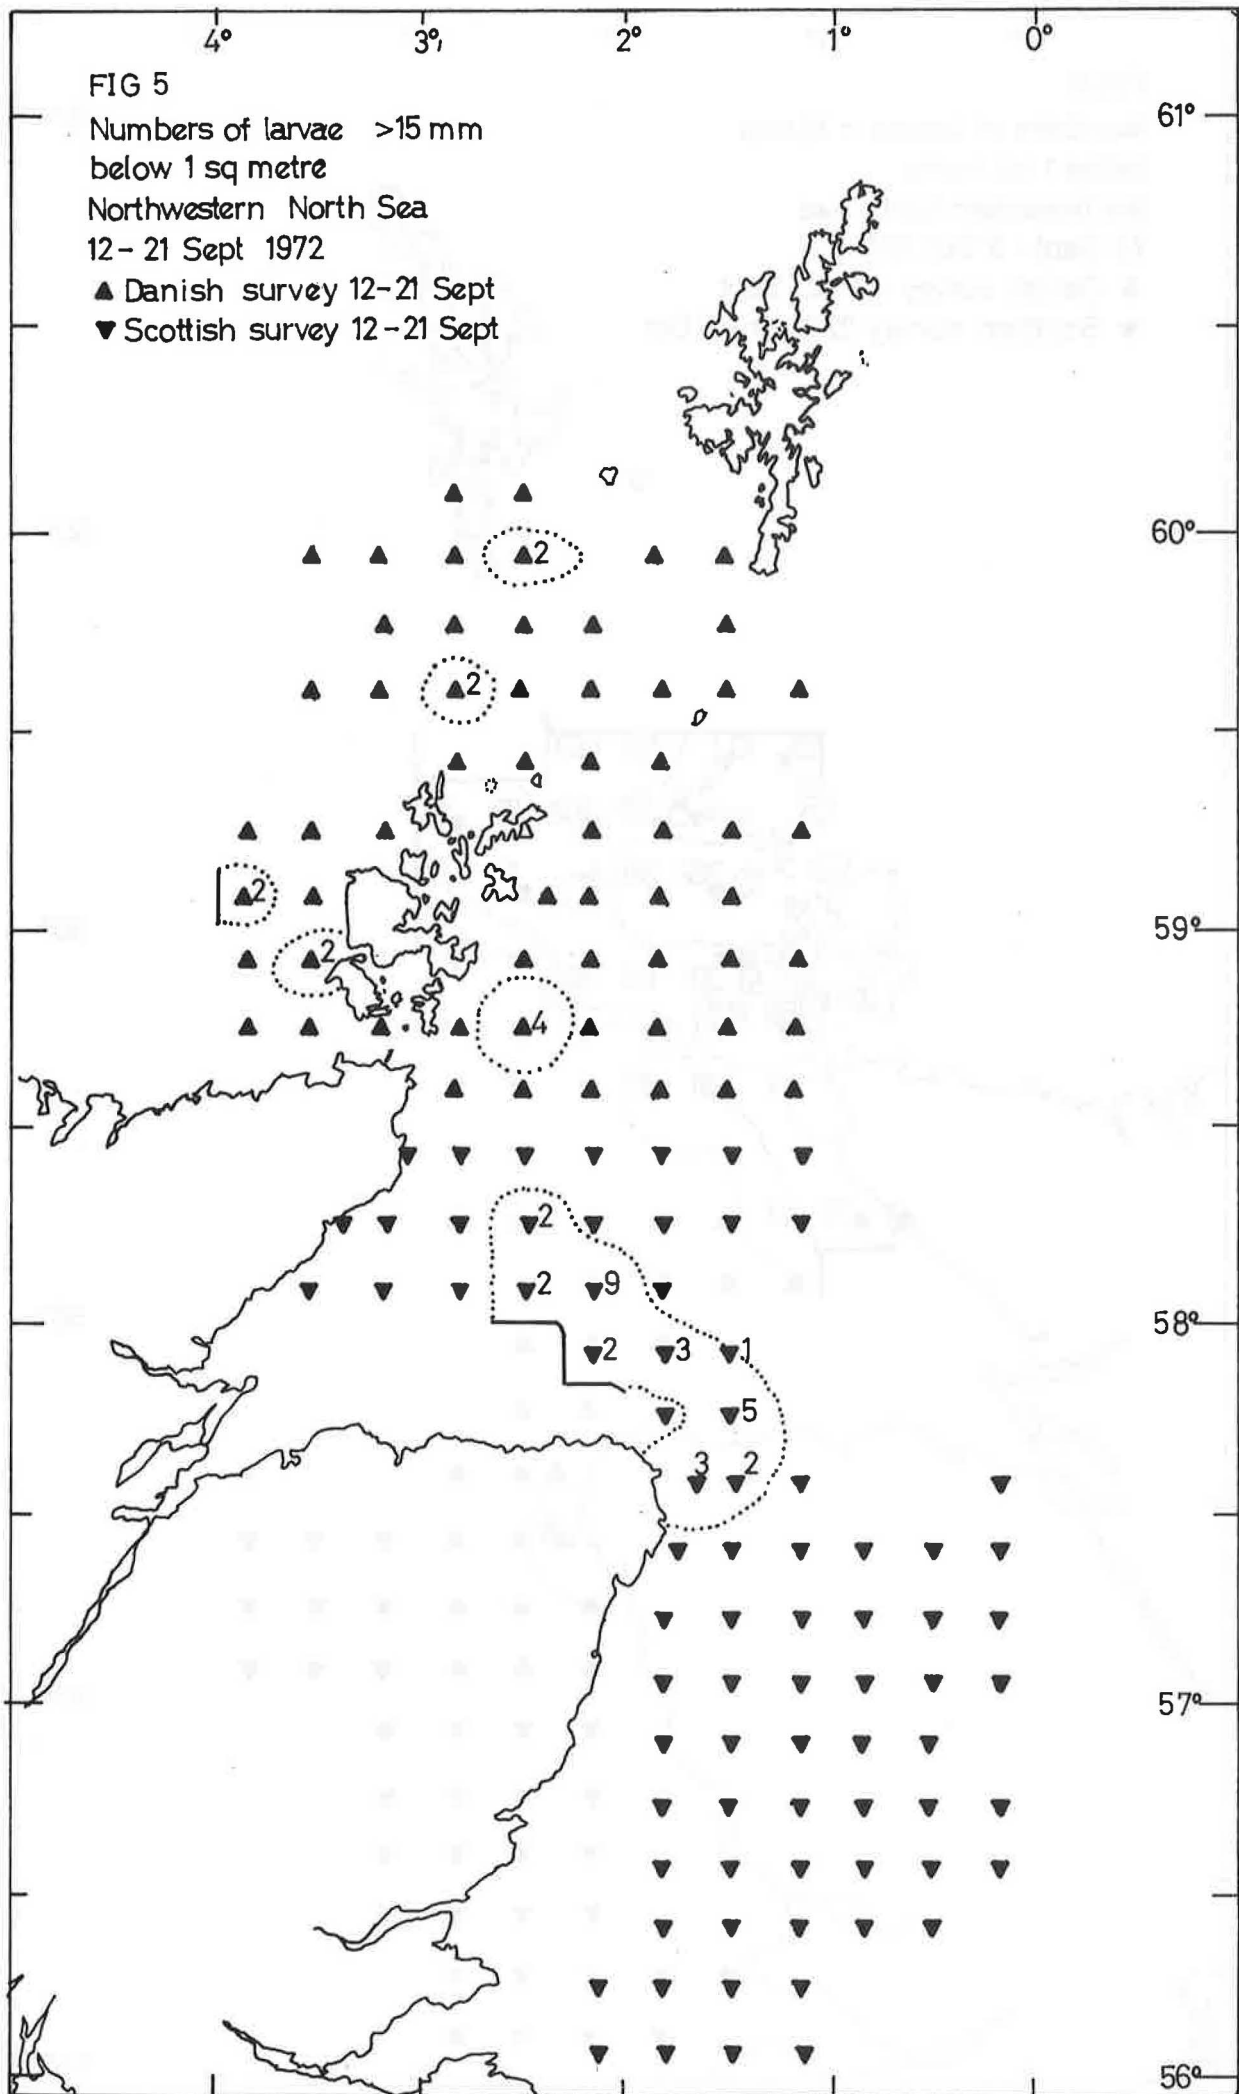 4° 3° 2° 1° 0°
FIG 5
Numbers of larvae >15 mm
below 1 sq metre
Northwestern North Sea
12-21 Sept 1972
▲ Danish survey 12-21 Sept
▼ Scottish survey 12-21 Sept
61°
60°
2
2
2
59°
2
4
2
2 9
58°
2 3 1
5
3 2
57°
56°